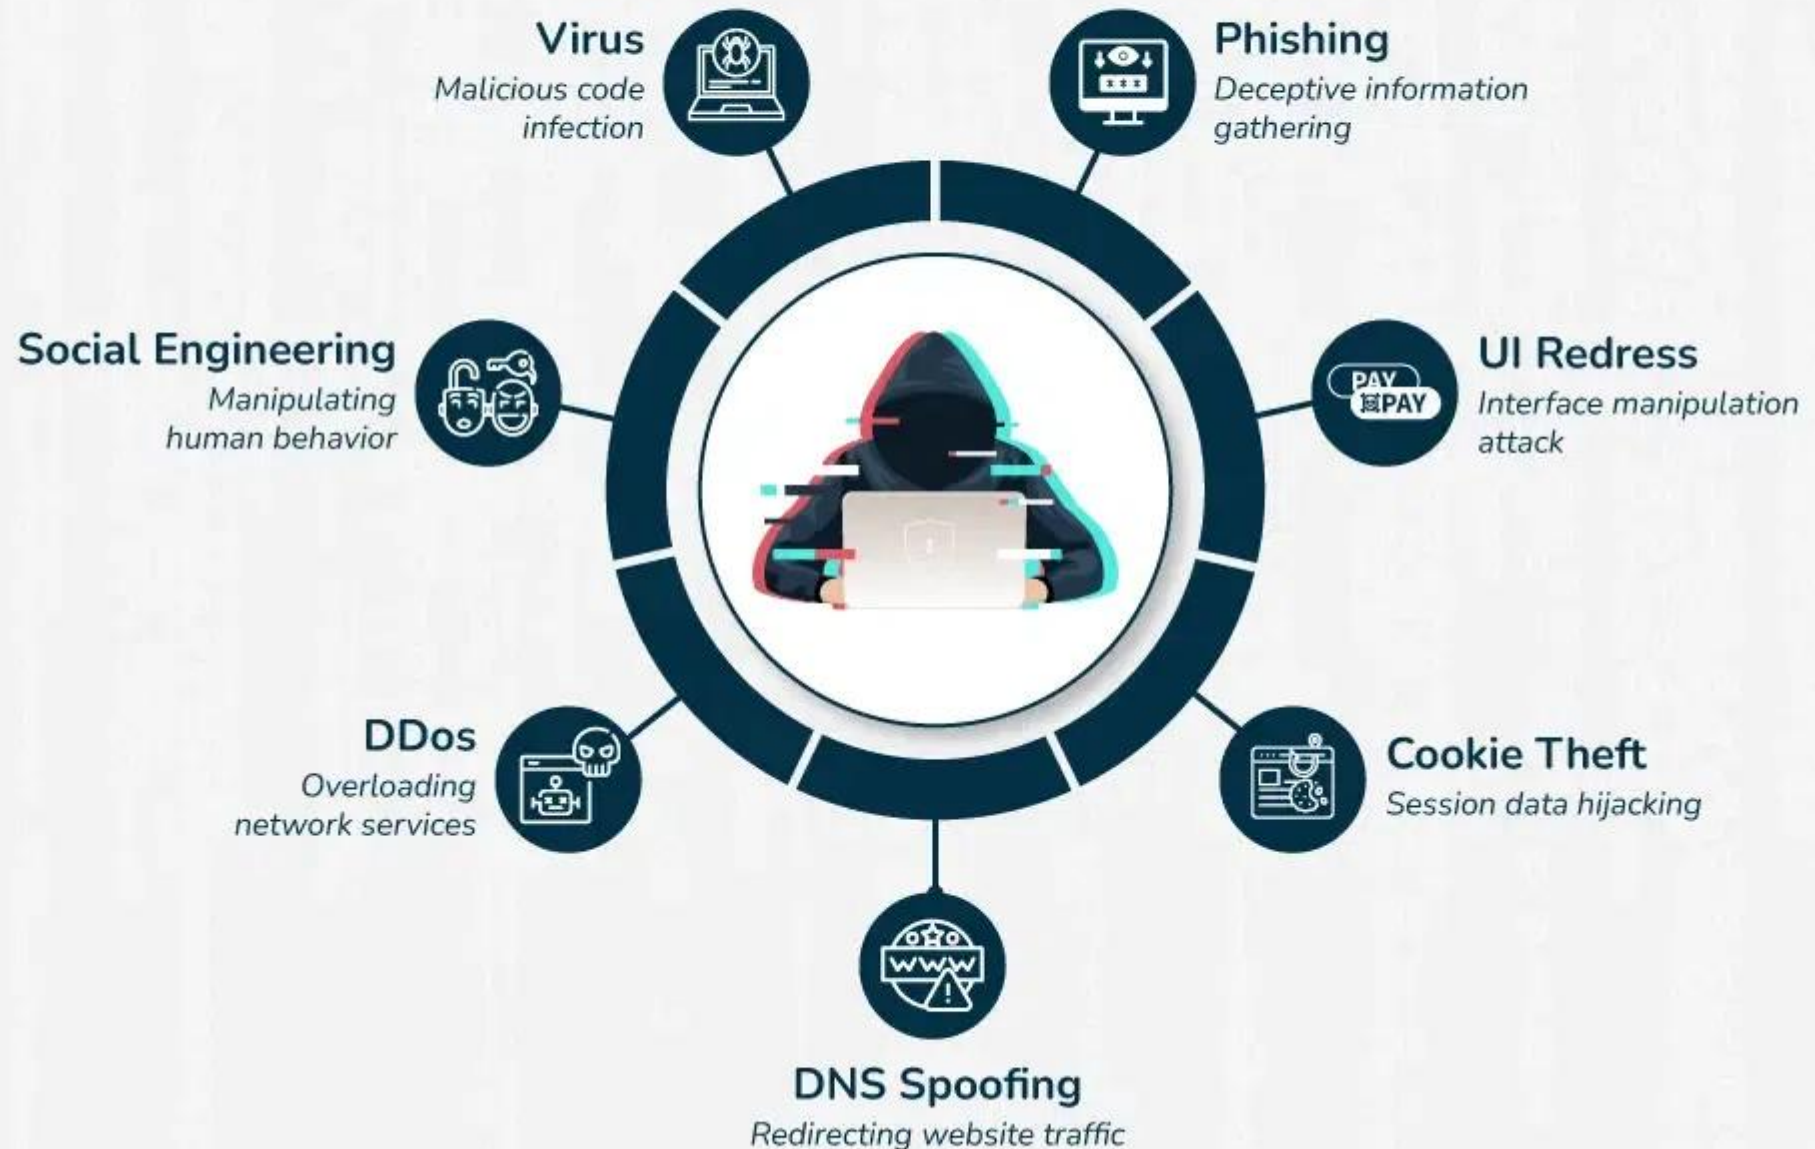 Virus
Malicious code
infection
Phishing
Deceptive information
gathering
Social Engineering
Manipulating
human behavior
UI Redress
Interface manipulation
attack
PAY
PAY
DDos
Overloading
network services
Cookie Theft
Session data hijacking
www
DNS Spoofing
Redirecting website traffic